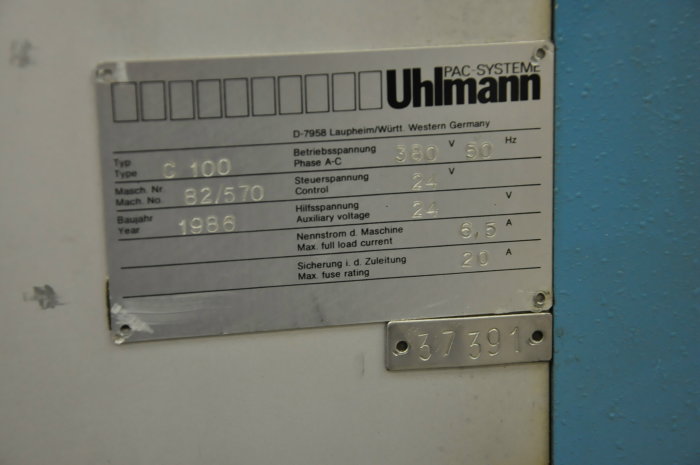 PAC-SYSTEME
Uhlmann
D-7958 Laupheim/Württ. Western Germany
Typ
Type C 100
Masch. Nr.
Mach. No. 82/570
Baujahr
Year 1986
Betriebsspannung
Phase A-C 380 V 50 Hz
Steuerspannung
Control 24 V
Hilfsspannung
Auxiliary voltage 24 V
Nennstrom d. Maschine
Max. full load current 6,5 A
Sicherung i. d. Zuleitung
Max. fuse rating 20 A
37391